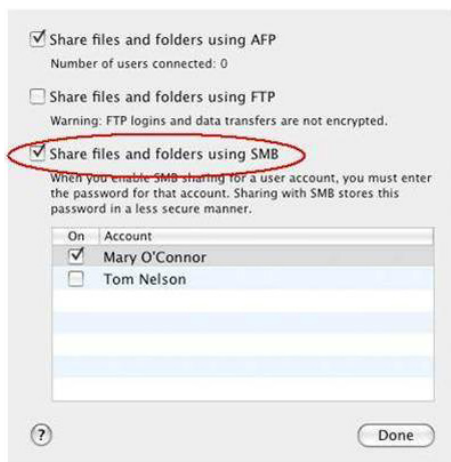 Share files and folders using AFP
Number of users connected: 0
Share files and folders using FTP
Warning: FTP logins and data transfers are not encrypted.
Share files and folders using SMB
When you enable SMB sharing for a user account, you must enter
the password for that account. Sharing with SMB stores this
password in a less secure manner.
On Account
Mary O'Connor
Tom Nelson
? Done